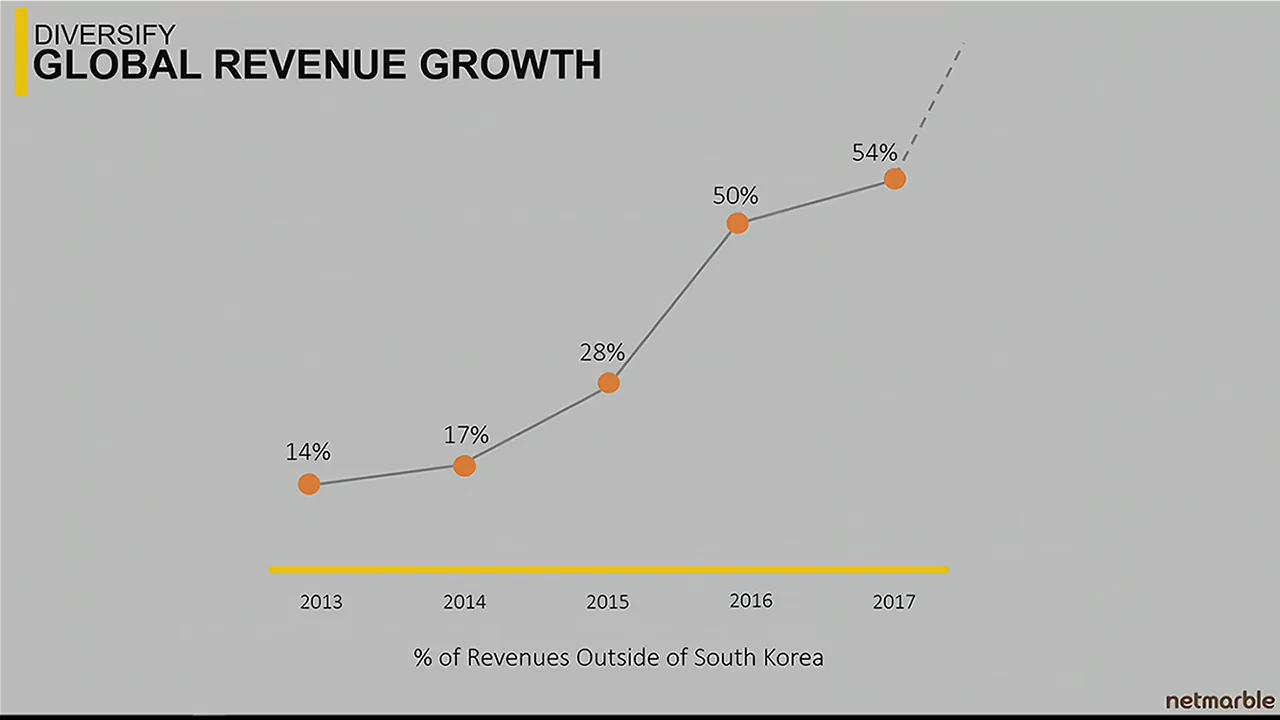 DIVERSIFY
GLOBAL REVENUE GROWTH
54%
50%
28%
17%
14%
2013 2014 2015 2016 2017
% of Revenues Outside of South Korea
netmarble